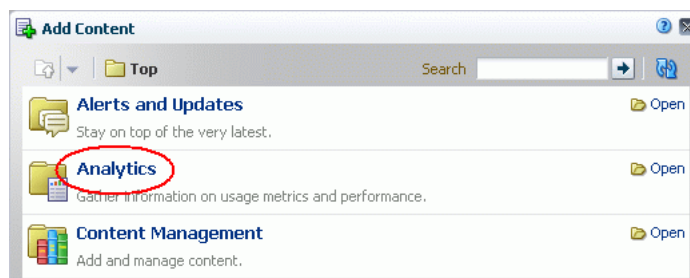 Add Content
Top Search
Alerts and Updates Open
Stay on top of the very latest.
Analytics Open
Gather information on usage metrics and performance.
Content Management Open
Add and manage content.